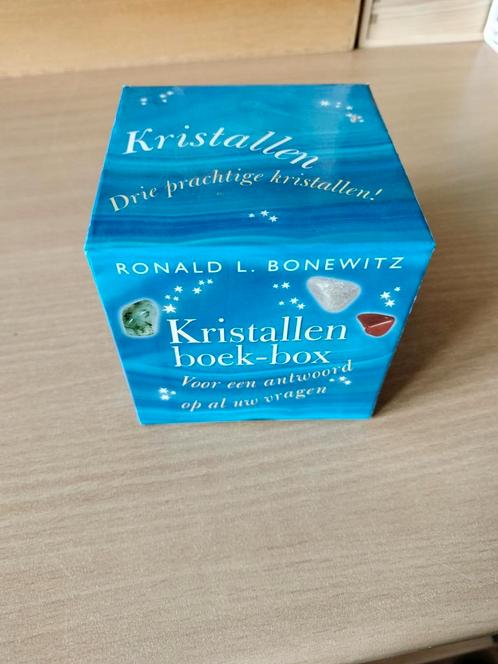 Kristallen
Drie prachtige kristallen!
RONALD L. BONEWITZ
Kristallen
boek-box
Voor een antwoord
op al uw vragen